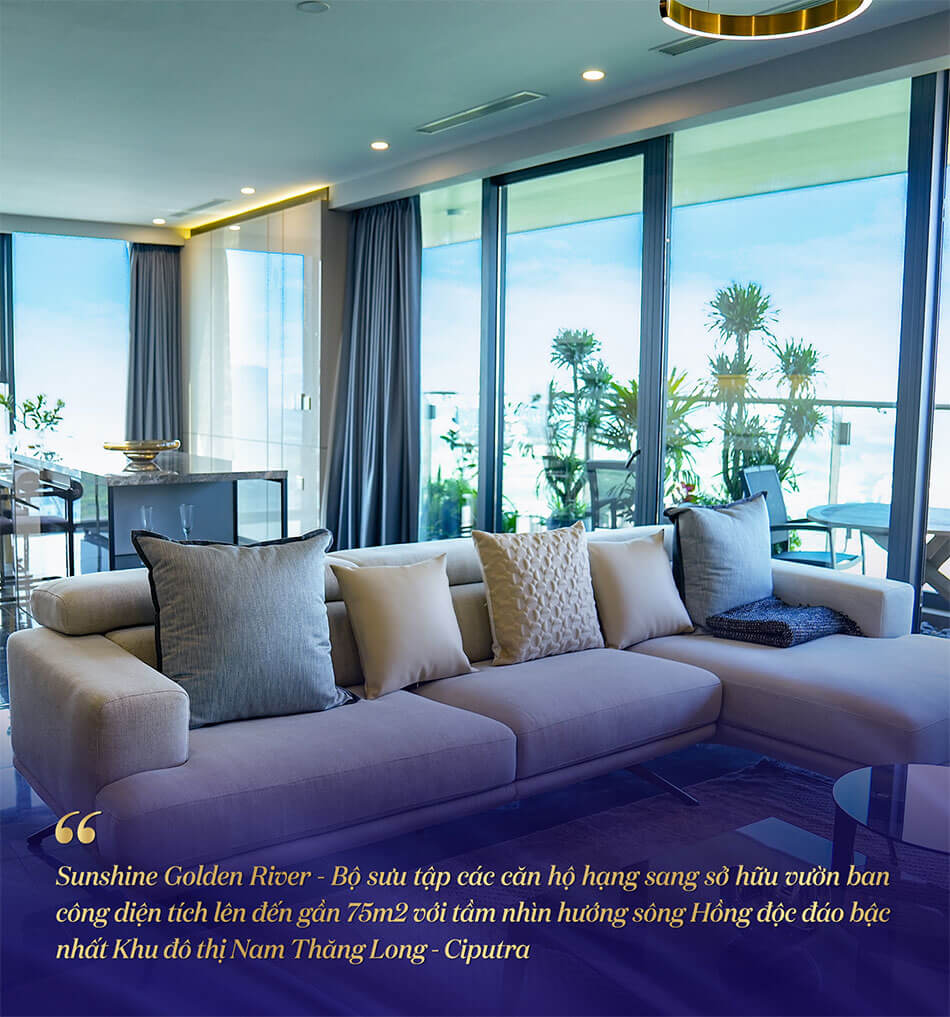 “
Sunshine Golden River - Bộ sưu tập các căn hộ hạng sang sở hữu vườn ban
công diện tích lên đến gần 75m2 với tầm nhìn hướng sông Hồng độc đáo bậc
nhất Khu đô thị Nam Thăng Long - Ciputra